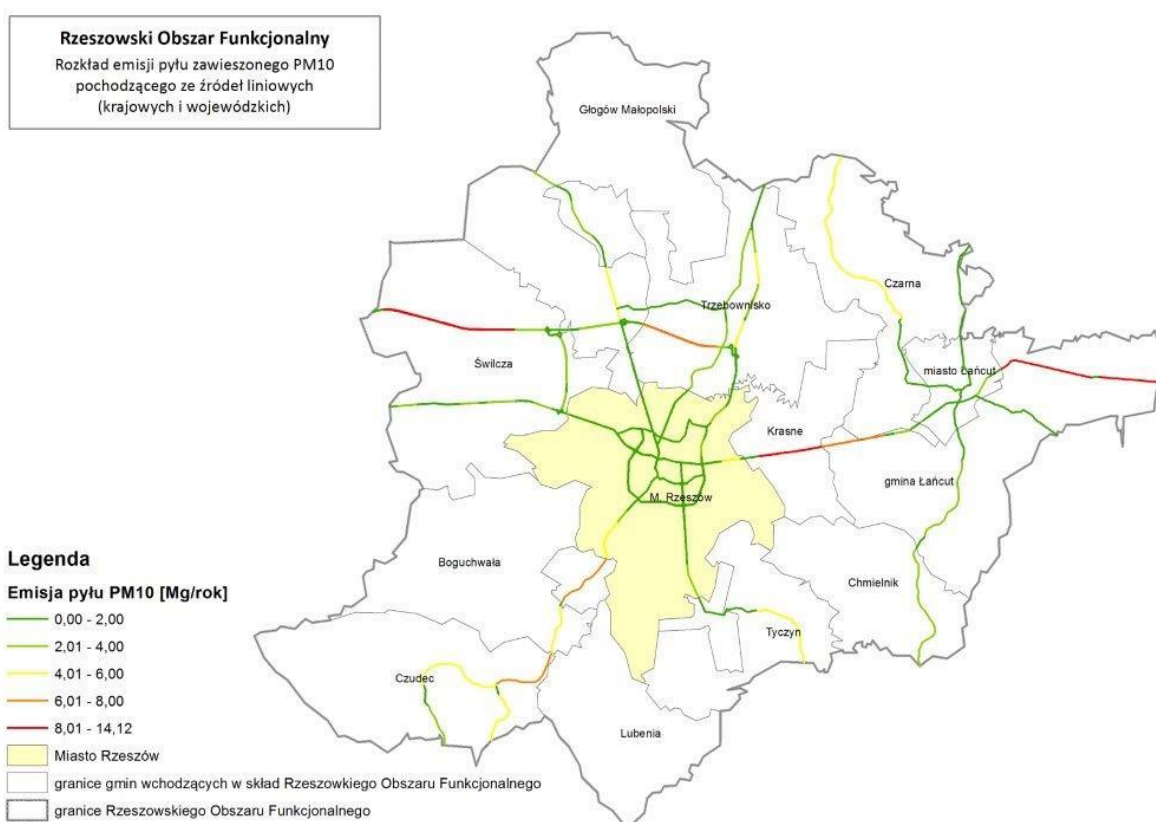 Rzeszowski Obszar Funkcjonalny
Rozkład emisji pyłu zawieszonego PM10
pochodzącego ze źródeł liniowych
(krajowych i wojewódzkich)
Głogów Małopolski
Czarna
Trzebownisko
Świlcza
miasto Łańcut
Krasne
gmina Łańcut
M. Rzeszów
Boguchwała
Chmielnik
Tyczyn
Czudec
Lubenia
Legenda
Emisja pyłu PM10 [Mg/rok]
0,00 - 2,00
2,01 - 4,00
4,01 - 6,00
6,01 - 8,00
8,01 - 14,12
Miasto Rzeszów
granice gmin wchodzących w skład Rzeszowkiego Obszaru Funkcjonalnego
granice Rzeszowskiego Obszaru Funkcjonalnego